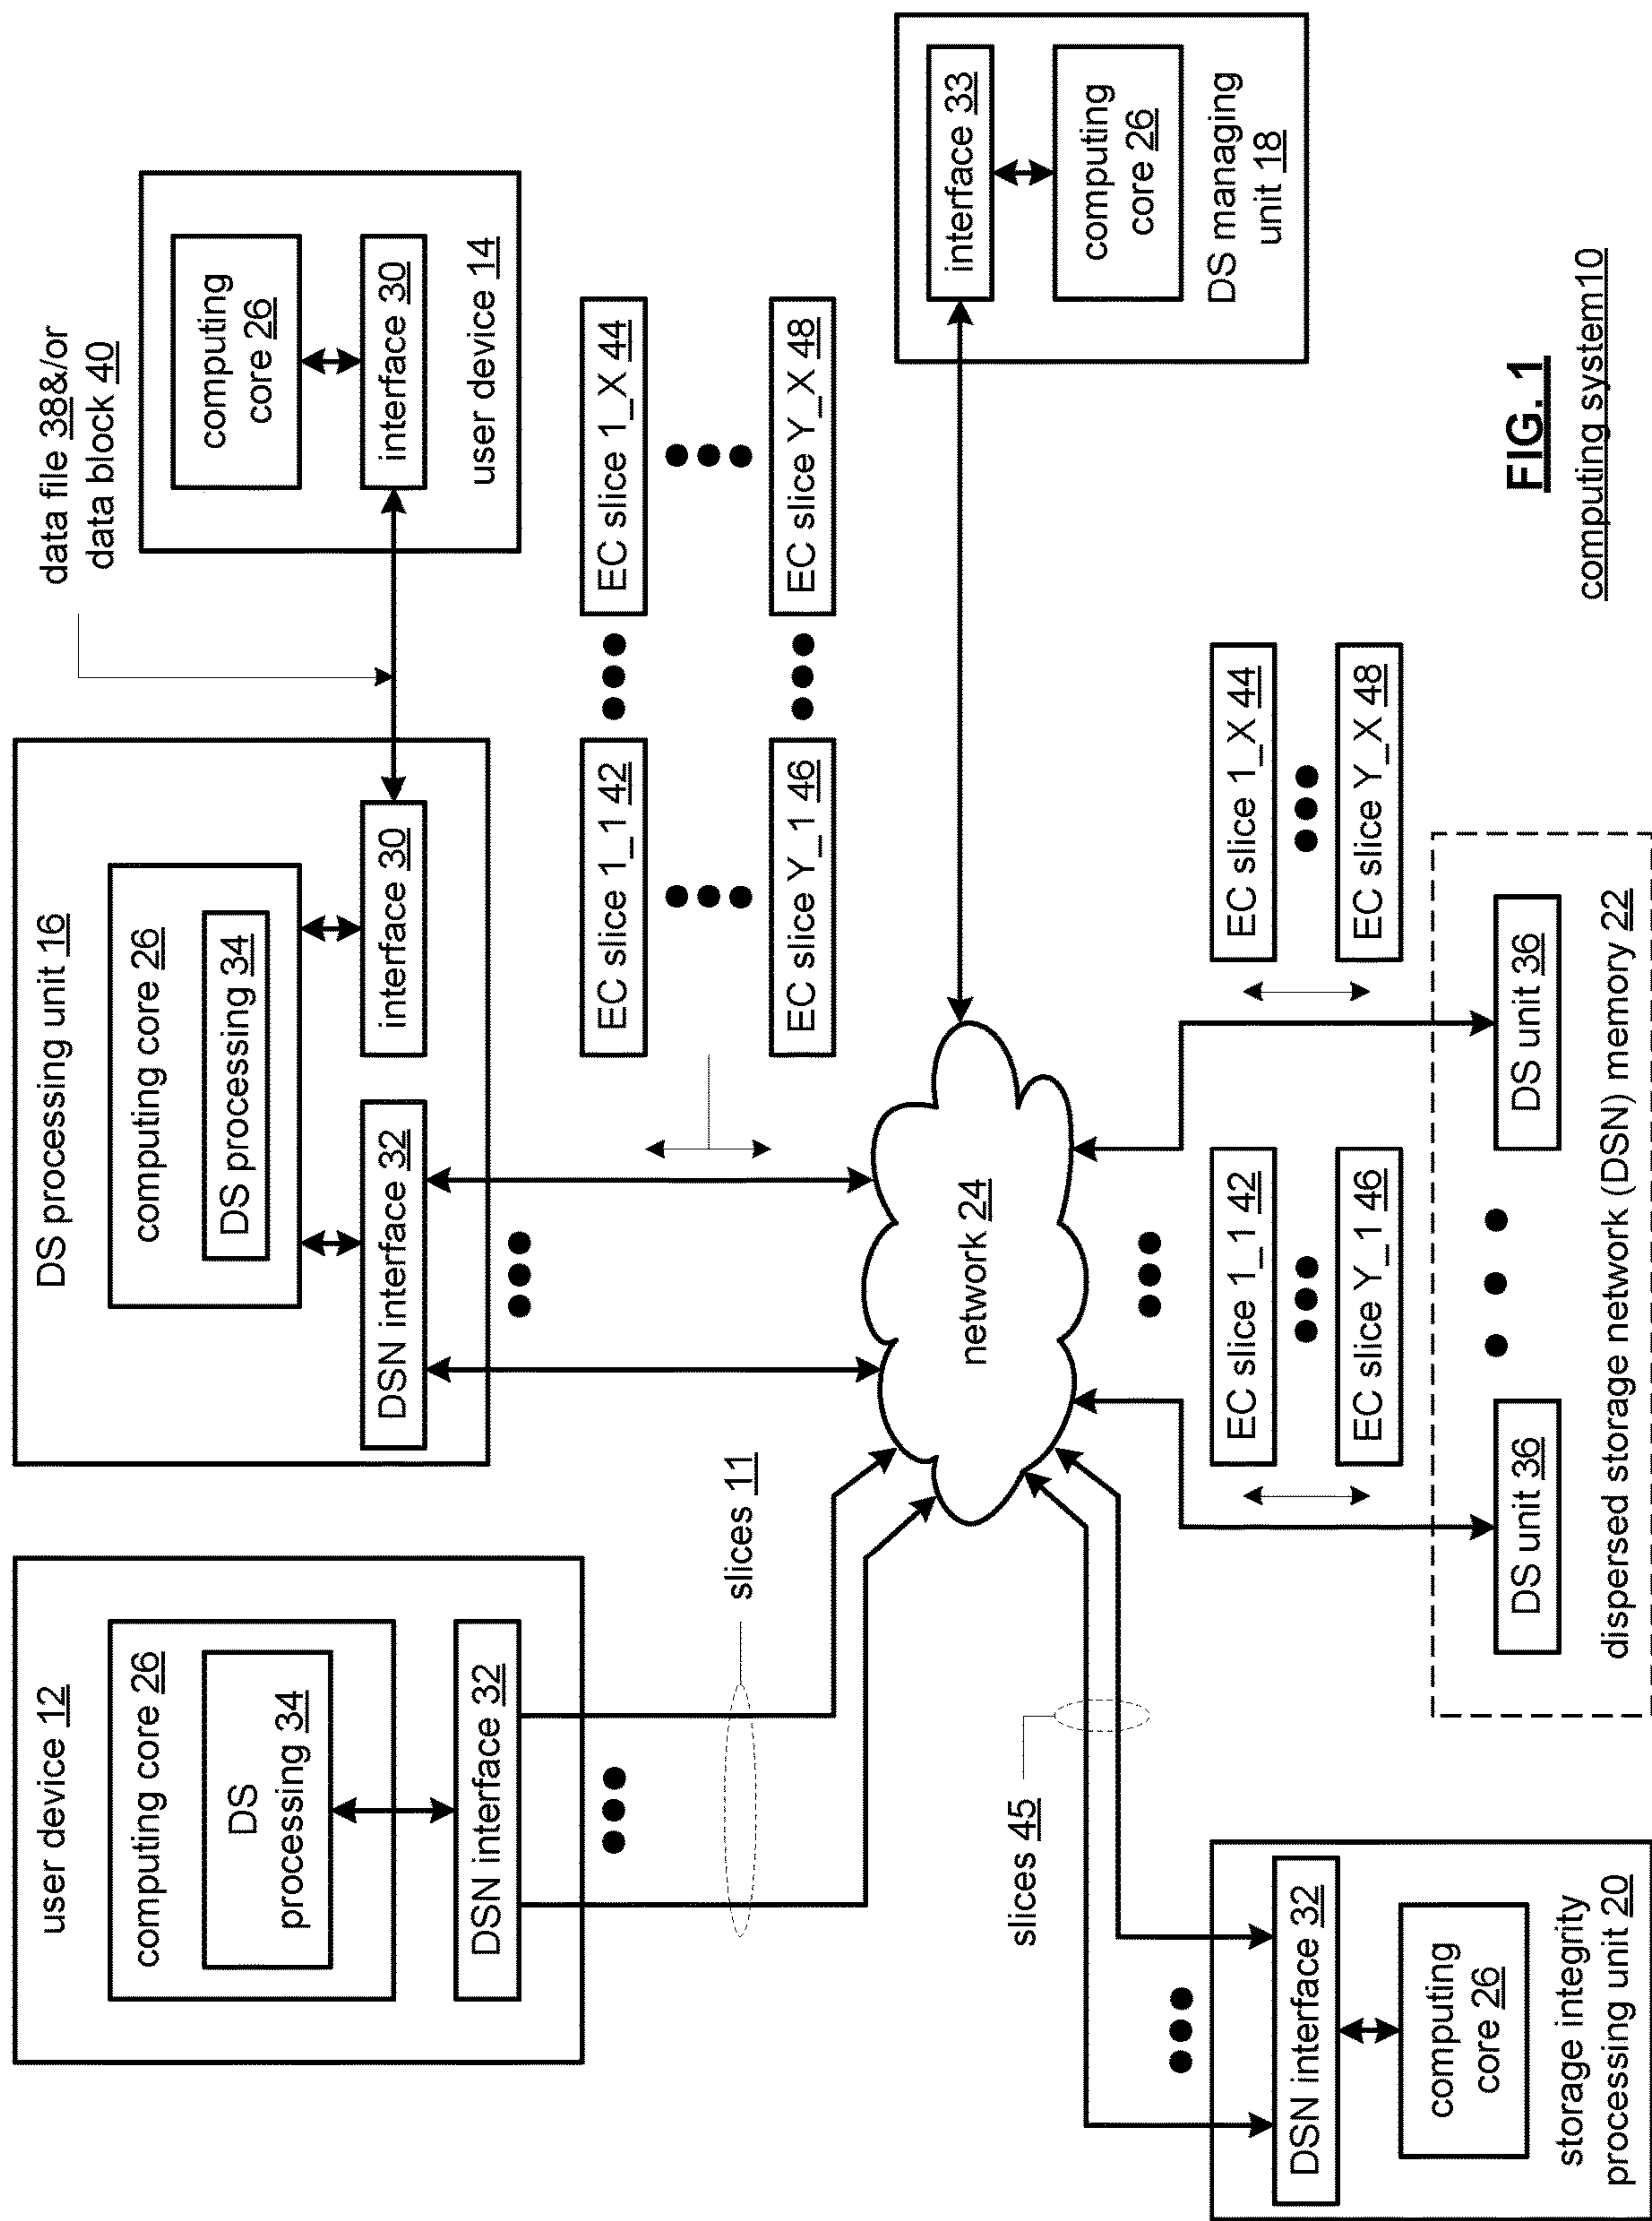 user device 12
computing core 26
DS
processing 34
DSN interface 32
slices 11
DS processing unit 16
computing core 26
DS processing 34
DSN interface 32
interface 30
data file 38&/or
data block 40
computing
core 26
interface 30
user device 14
EC slice 1_1 42
EC slice 1_X 44
EC slice Y_1 46
EC slice Y_X 48
network 24
interface 33
computing
core 26
DS managing
unit 18
slices 45
DSN interface 32
computing
core 26
storage integrity
processing unit 20
EC slice 1_1 42
EC slice Y_1 46
EC slice 1_X 44
EC slice Y_X 48
DS unit 36
DS unit 36
dispersed storage network (DSN) memory 22
FIG. 1
computing system10